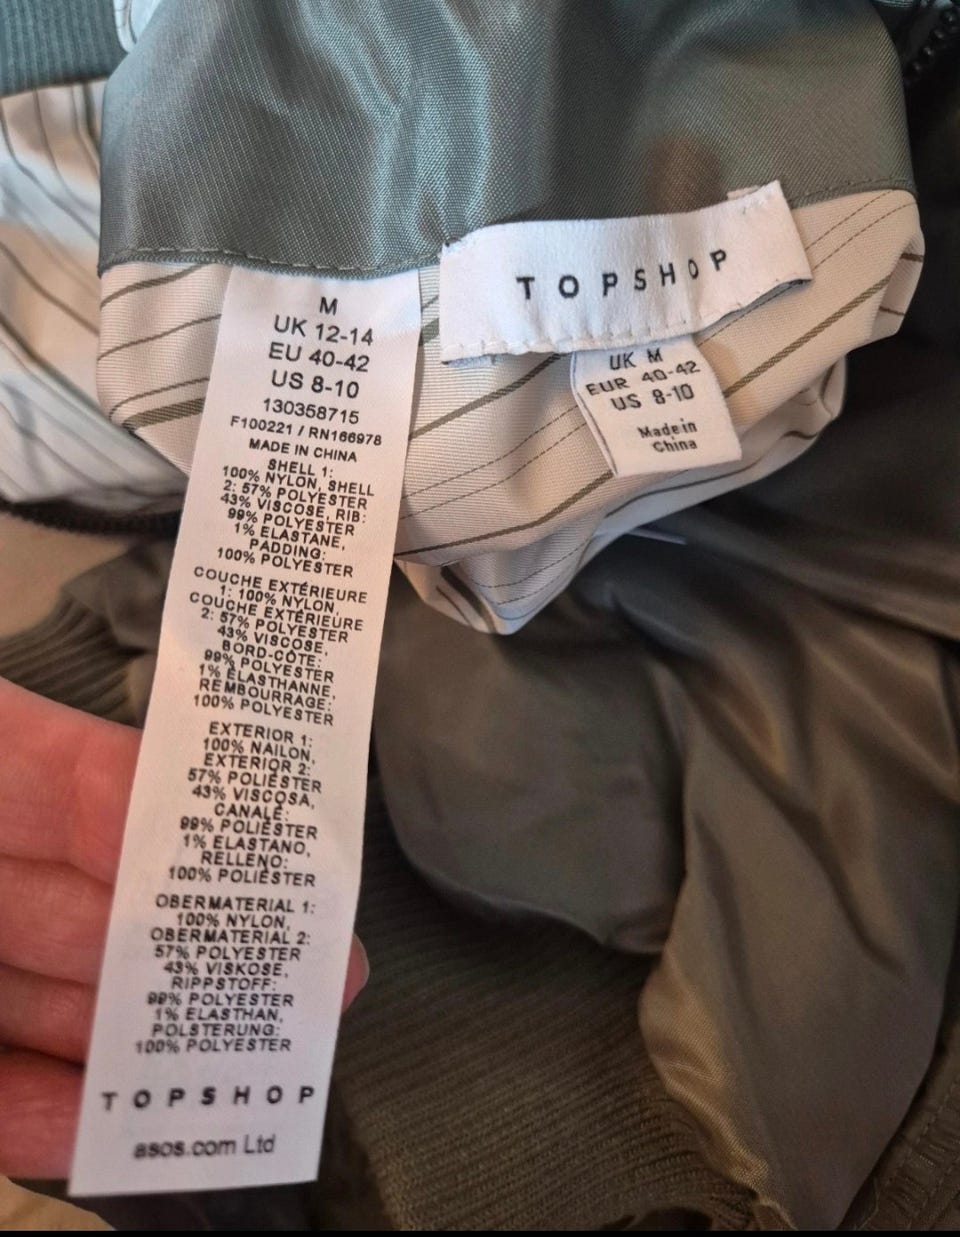 M
UK 12-14
EU 40-42
US 8-10
130358715
F100221 / RN166978
MADE IN CHINA
SHELL 1:
100% NYLON, SHELL
2: 57% POLYESTER
43% VISCOSE, RIB:
99% POLYESTER
1% ELASTANE,
PADDING:
100% POLYESTER
COUCHE EXTÉRIEURE
1: 100% NYLON,
COUCHE EXTÉRIEURE
2: 57% POLYESTER
43% VISCOSE,
BORD-CÔTE:
99% POLYESTER
1% ÉLASTHANNE,
REMBOURRAGE:
100% POLYESTER
EXTERIOR 1:
100% NAILON,
EXTERIOR 2:
57% POLIÉSTER
43% VISCOSA,
CANALÉ:
99% POLIÉSTER
1% ELASTANO,
RELLENO:
100% POLIÉSTER
OBERMATERIAL 1:
100% NYLON,
OBERMATERIAL 2:
57% POLYESTER
43% VISKOSE,
RIPPSTOFF:
99% POLYESTER
1% ELASTHAN,
POLSTERUNG:
100% POLYESTER
TOPSHOP
asos.com Ltd
TOPSHOP
UK M
EUR 40-42
US 8-10
Made in
China